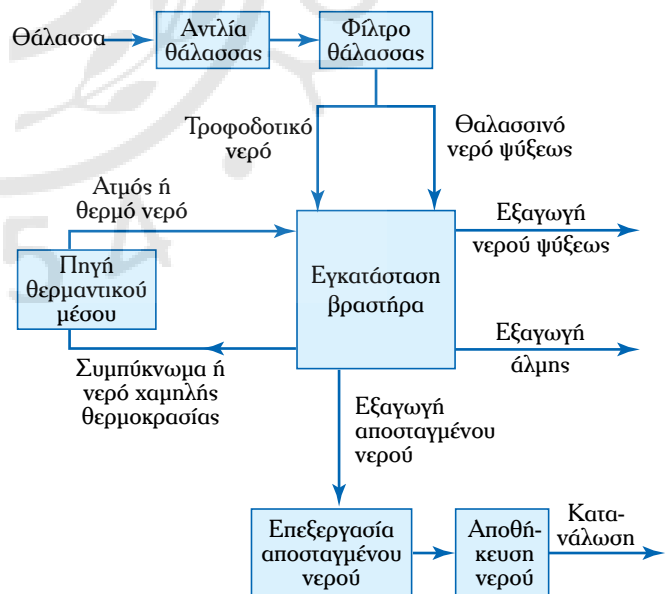 Θάλασσα
Αντλία
θάλασσας
Φίλτρο
θάλασσας
Τροφοδοτικό
νερό
Θαλασσινό
νερό ψύξεως
Ατμός ή
θερμό νερό
Πηγή
θερμαντικού
μέσου
Εγκατάσταση
βραστήρα
Εξαγωγή
νερού ψύξεως
Εξαγωγή
άλμης
Συμπύκνωμα ή
νερό χαμηλής
θερμοκρασίας
Εξαγωγή
αποσταγμένου
νερού
Επεξεργασία
αποσταγμένου
νερού
Αποθή-
κευση
νερού
Κατα-
νάλωση
5 4